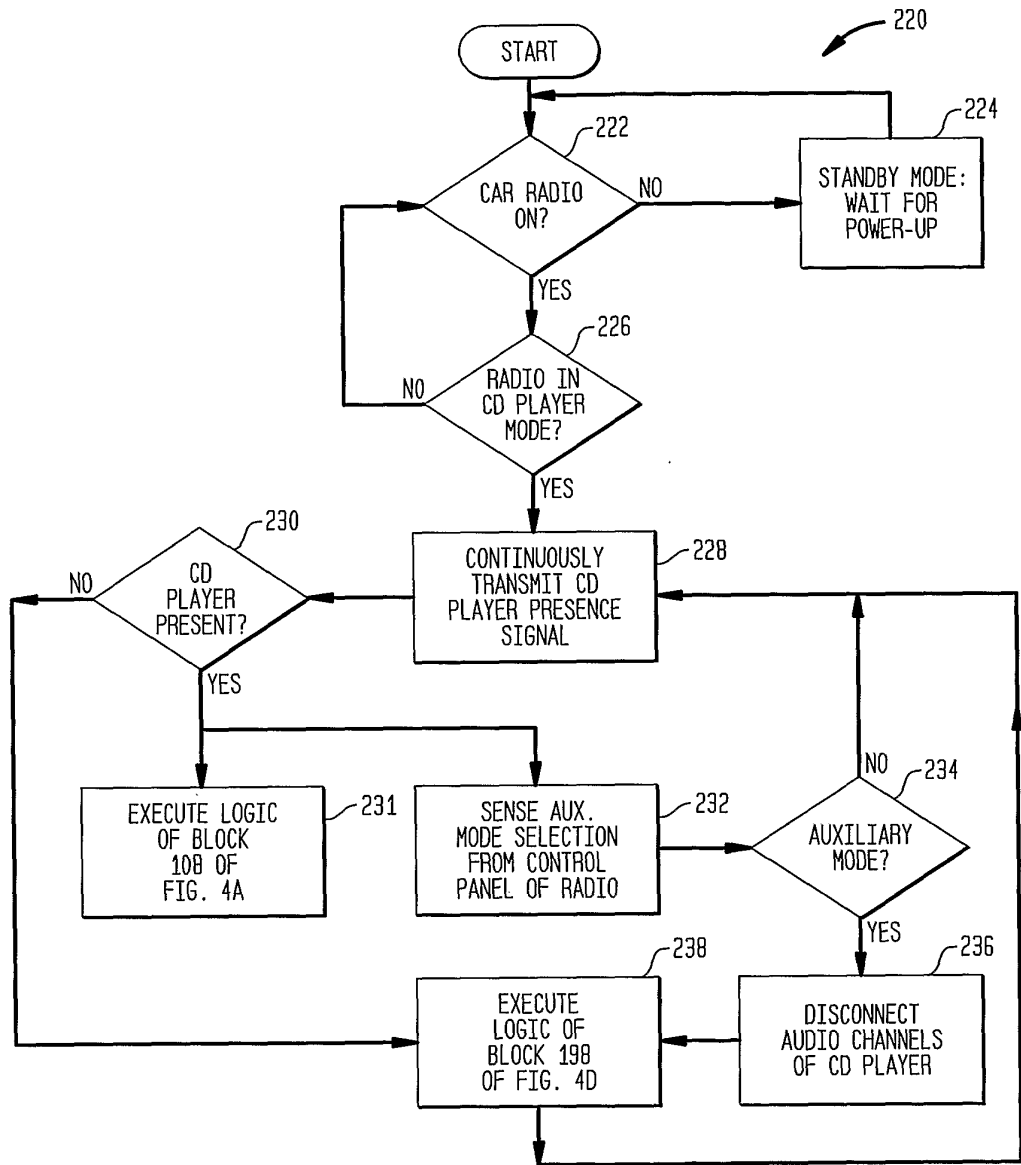 220
START
222
CAR RADIO
ON?
NO
YES
224
STANDBY MODE:
WAIT FOR
POWER-UP
226
RADIO IN
CD PLAYER
MODE?
NO
YES
228
CONTINUOUSLY
TRANSMIT CD
PLAYER PRESENCE
SIGNAL
230
CD
PLAYER
PRESENT?
NO
YES
231
EXECUTE LOGIC
OF BLOCK
108 OF
FIG. 4A
232
SENSE AUX.
MODE SELECTION
FROM CONTROL
PANEL OF RADIO
234
AUXILIARY
MODE?
NO
YES
236
DISCONNECT
AUDIO CHANNELS
OF CD PLAYER
238
EXECUTE
LOGIC OF
BLOCK 198
OF FIG. 4D